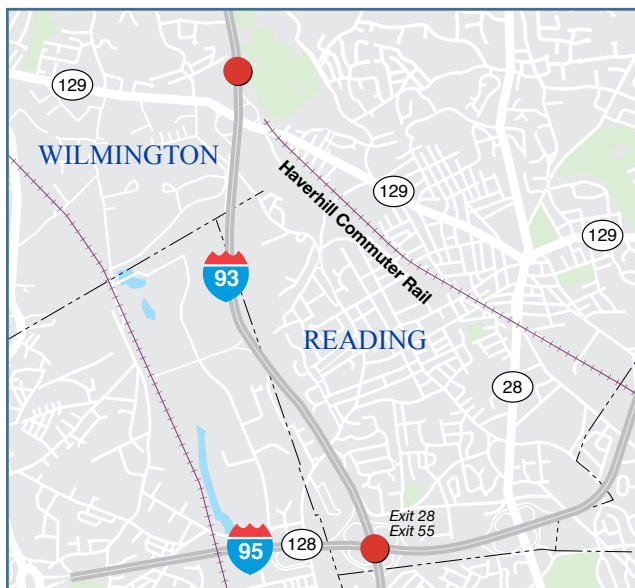 129
WILMINGTON
Haverhill Commuter Rail
129
129
93
READING
28
Exit 28
Exit 55
95
128